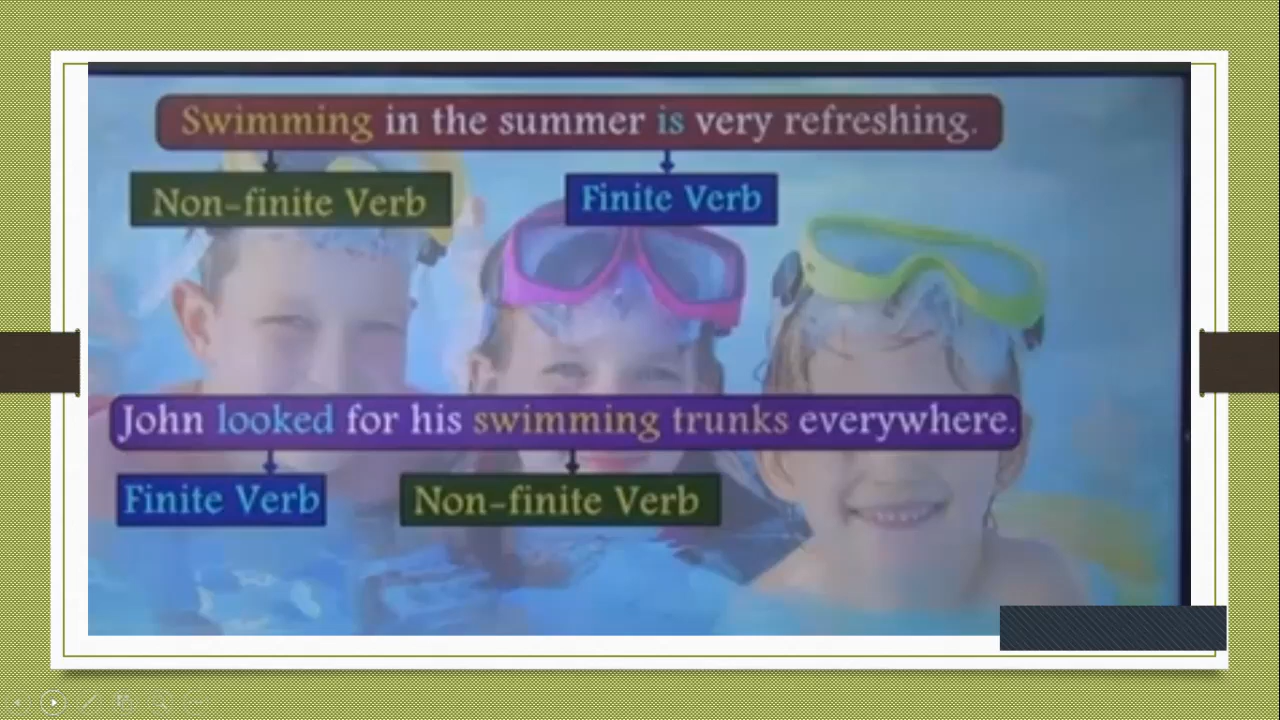 Swimming in the summer is very refreshing.
Non-finite Verb
Finite Verb
John looked for his swimming trunks everywhere.
Finite Verb
Non-finite Verb